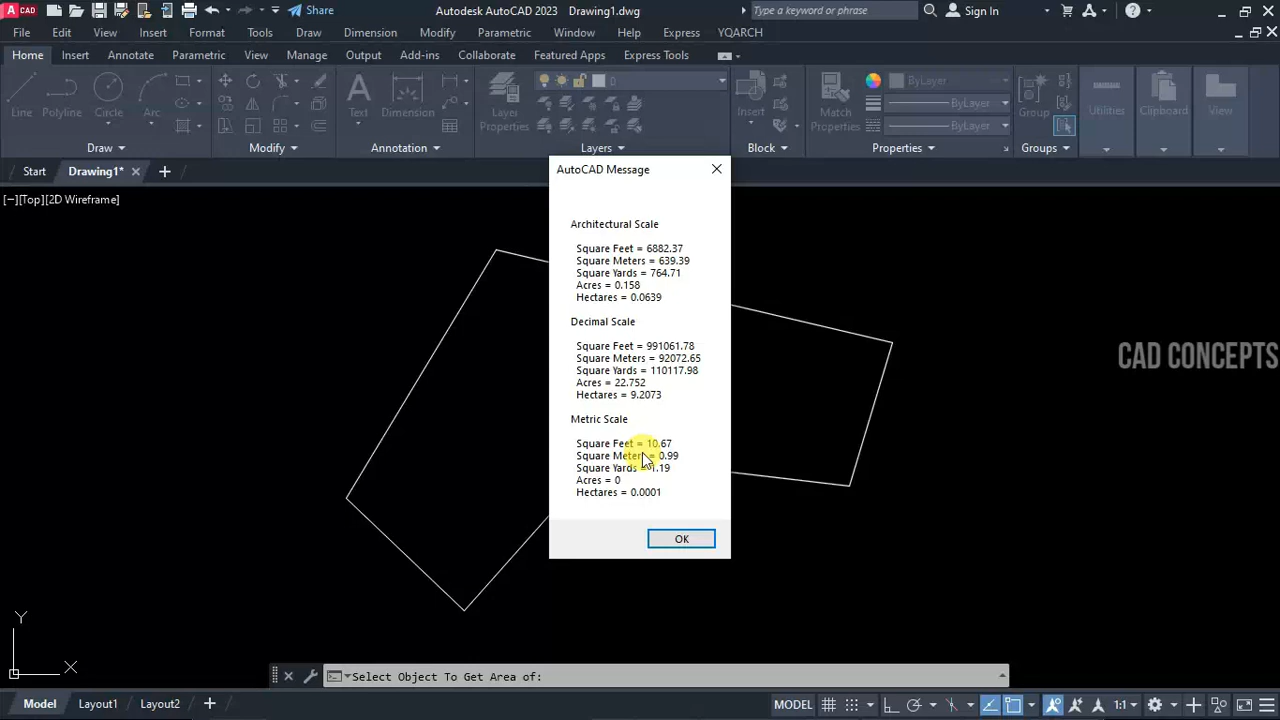 CAD
Share
Autodesk AutoCAD 2023 Drawing1.dwg
Type a keyword or phrase
Sign In
File Edit View Insert Format Tools Draw Dimension Modify Parametric Window Help Express YQARCH
Home Insert Annotate Parametric View Manage Output Add-ins Collaborate Featured Apps Express Tools
0
ByLayer
ByLayer
ByLayer
Line Polyline Circle Arc Text Dimension Layer Properties Insert Match Properties Group Utilities Clipboard View
Draw Modify Annotation Layers Block Properties Groups
Start Drawing1*
[−][Top][2D Wireframe]
AutoCAD Message
Architectural Scale
Square Feet = 6882.37
Square Meters = 639.39
Square Yards = 764.71
Acres = 0.158
Hectares = 0.0639
Decimal Scale
Square Feet = 991061.78
Square Meters = 92072.65
Square Yards = 110117.98
Acres = 22.752
Hectares = 9.2073
Metric Scale
Square Feet = 10.67
Square Meters = 0.99
Square Yards = 1.19
Acres = 0
Hectares = 0.0001
OK
CAD CONCEPTS
Y
X
Select Object To Get Area of:
Model Layout1 Layout2
MODEL
1:1